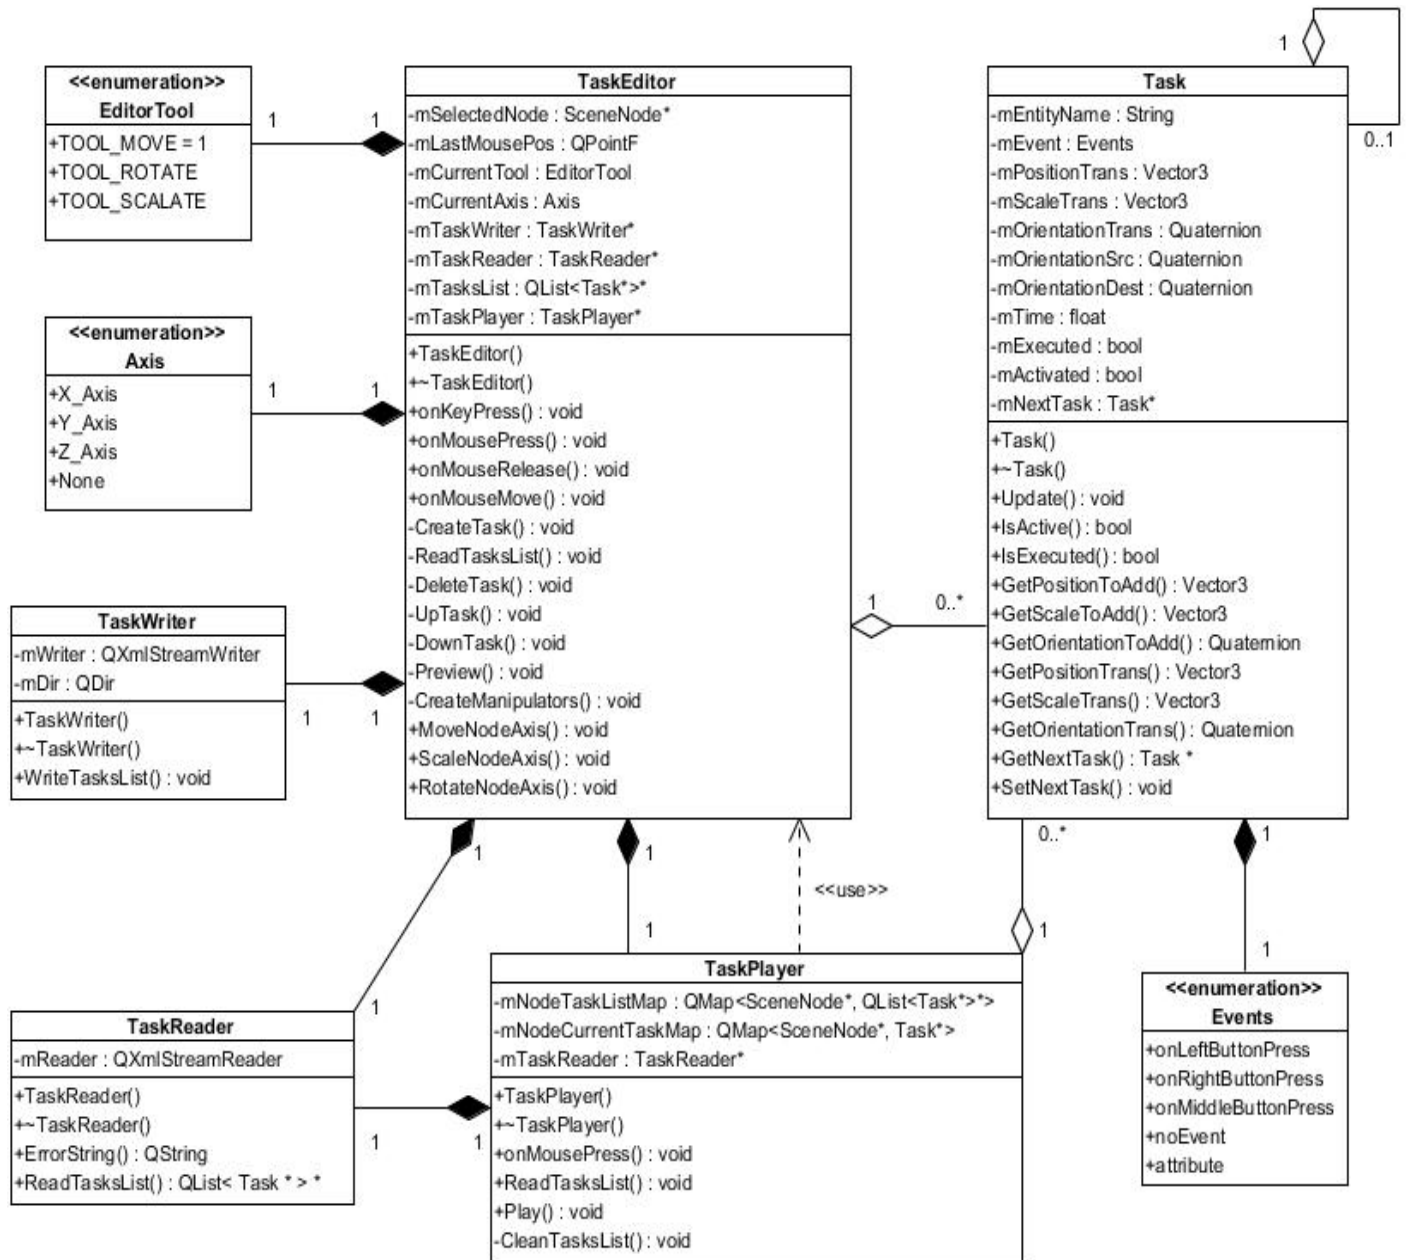 <<enumeration>>
EditorTool
+TOOL_MOVE = 1
+TOOL_ROTATE
+TOOL_SCALATE
1
1
<<enumeration>>
Axis
+X_Axis
+Y_Axis
+Z_Axis
+None
1
1
TaskWriter
-mWriter : QXmlStreamWriter
-mDir : QDir
+TaskWriter()
+~TaskWriter()
+WriteTasksList() : void
1
1
TaskEditor
-mSelectedNode : SceneNode*
-mLastMousePos : QPointF
-mCurrentTool : EditorTool
-mCurrentAxis : Axis
-mTaskWriter : TaskWriter*
-mTaskReader : TaskReader*
-mTasksList : QList<Task*>*
-mTaskPlayer : TaskPlayer*
+TaskEditor()
+~TaskEditor()
+onKeyPress() : void
+onMousePress() : void
+onMouseRelease() : void
+onMouseMove() : void
-CreateTask() : void
-ReadTasksList() : void
-DeleteTask() : void
-UpTask() : void
-DownTask() : void
-Preview() : void
-CreateManipulators() : void
+MoveNodeAxis() : void
+ScaleNodeAxis() : void
+RotateNodeAxis() : void
1
0..*
1
0..1
Task
-mEntityName : String
-mEvent : Events
-mPositionTrans : Vector3
-mScaleTrans : Vector3
-mOrientationTrans : Quaternion
-mOrientationSrc : Quaternion
-mOrientationDest : Quaternion
-mTime : float
-mExecuted : bool
-mActivated : bool
-mNextTask : Task*
+Task()
+~Task()
+Update() : void
+IsActive() : bool
+IsExecuted() : bool
+GetPositionToAdd() : Vector3
+GetScaleToAdd() : Vector3
+GetOrientationToAdd() : Quaternion
+GetPositionTrans() : Vector3
+GetScaleTrans() : Vector3
+GetOrientationTrans() : Quaternion
+GetNextTask() : Task *
+SetNextTask() : void
1
1
1
1
<<use>>
0..*
1
1
1
TaskReader
-mReader : QXmlStreamReader
+TaskReader()
+~TaskReader()
+ErrorString() : QString
+ReadTasksList() : QList< Task * > *
1
1
TaskPlayer
-mNodeTaskListMap : QMap<SceneNode*, QList<Task*>*>
-mNodeCurrentTaskMap : QMap<SceneNode*, Task*>
-mTaskReader : TaskReader*
+TaskPlayer()
+~TaskPlayer()
+onMousePress() : void
+ReadTasksList() : void
+Play() : void
-CleanTasksList() : void
<<enumeration>>
Events
+onLeftButtonPress
+onRightButtonPress
+onMiddleButtonPress
+noEvent
+attribute